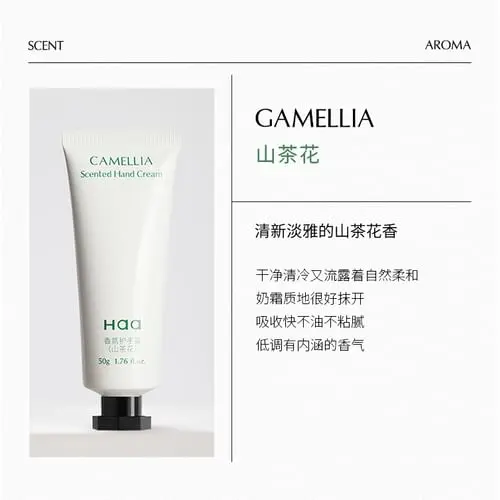 SCENT
AROMA
GAMELLIA
山茶花
清新淡雅的山茶花香
干净清冷又流露着自然柔和
奶霜质地很好抹开
吸收快不油不粘腻
低调有内涵的香气
CAMELLIA
Scented Hand Cream
Haa
香氛护手霜
(山茶花)
50g 1.76 fl.oz.